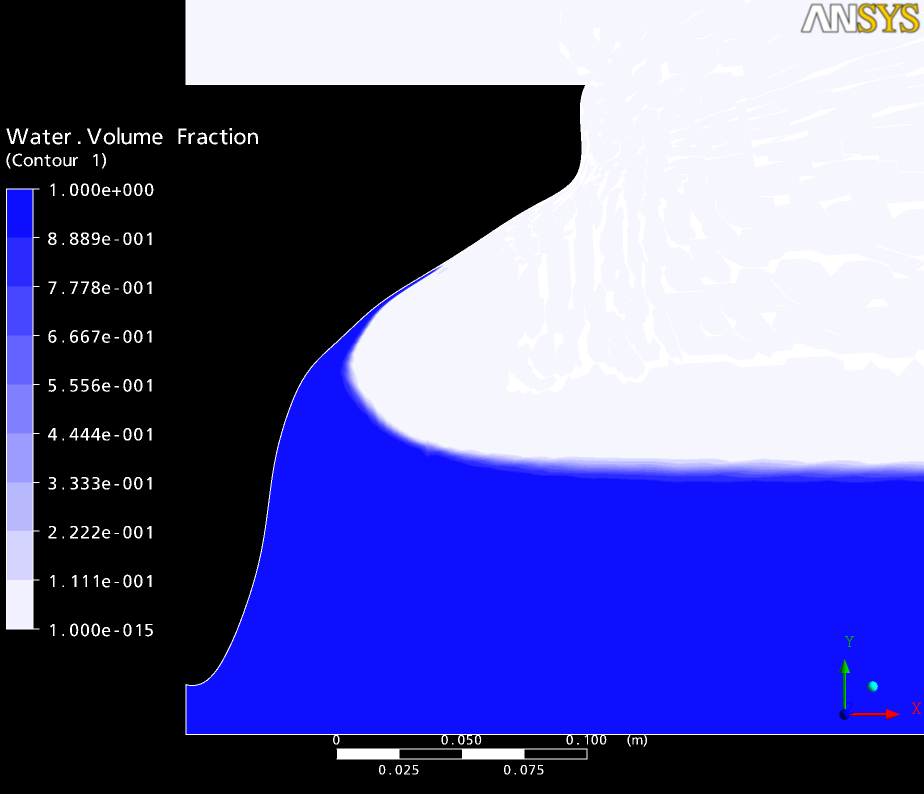 ANSYS
Water.Volume Fraction
(Contour 1)
1.000e+000
8.889e-001
7.778e-001
6.667e-001
5.556e-001
4.444e-001
3.333e-001
2.222e-001
1.111e-001
1.000e-015
Y
X
0 0.050 0.100 (m)
0.025 0.075